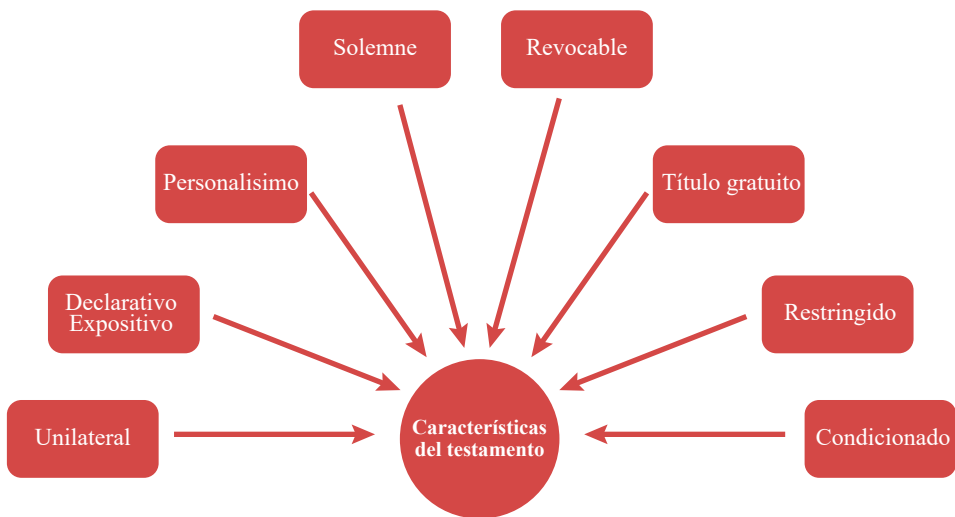 Solemne
Revocable
Personalisimo
Título gratuito
Declarativo
Expositivo
Restringido
Unilateral
Características
del testamento
Condicionado